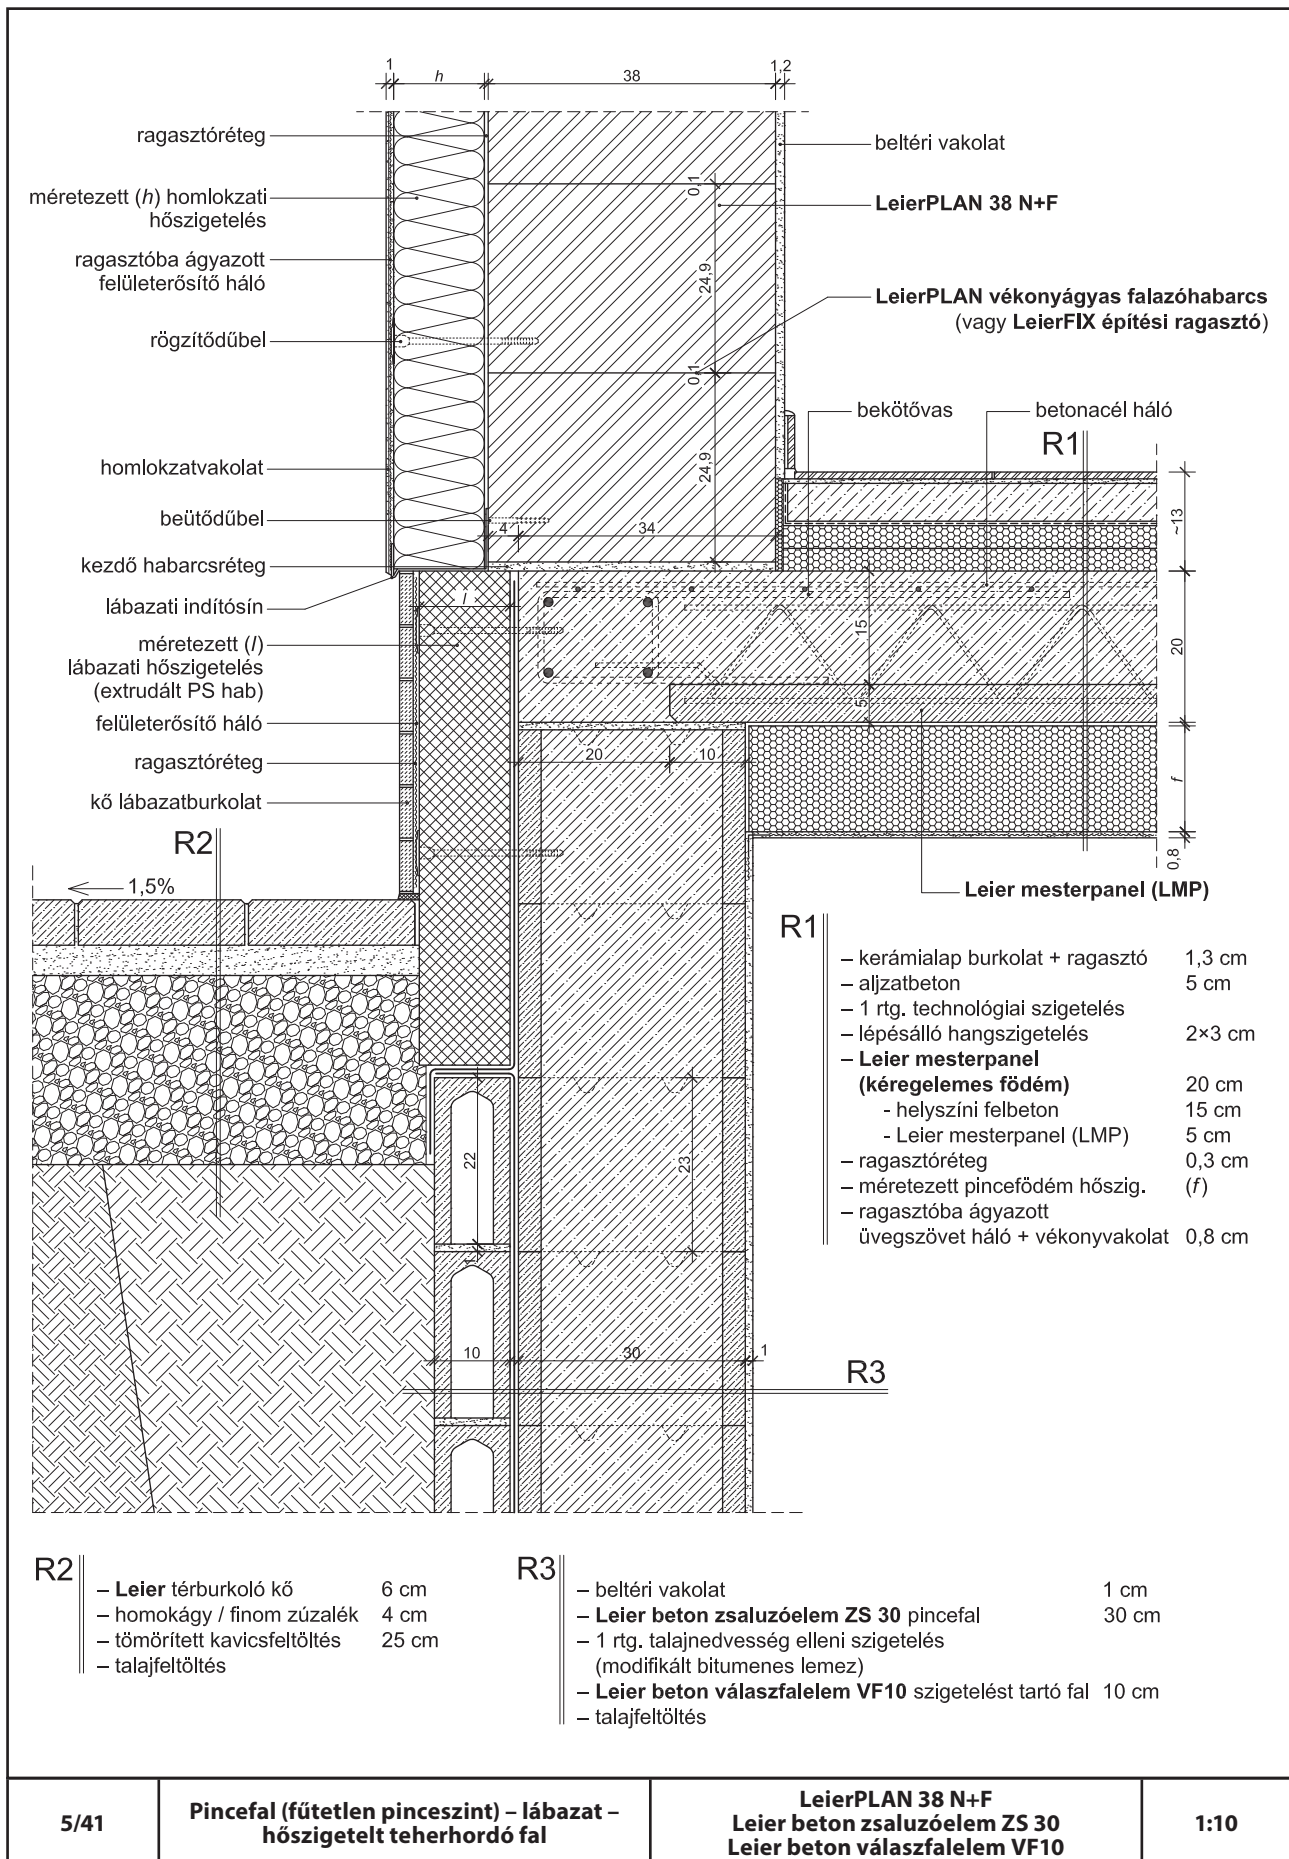 1 h 38 1,2
ragasztóréteg
beltéri vakolat
méretezett (h) homlokzati
hőszigetelés
0,1
LeierPLAN 38 N+F
ragasztóba ágyazott
felületerősítő háló
24,9
LeierPLAN vékonyágyas falazóhabarcs
(vagy LeierFIX építési ragasztó)
rögzítődűbel
0,1
bekötővas
betonacél háló
R1
homlokzatvakolat
24,9
~13
beütődűbel
4 34
kezdő habarcsréteg
lábazati indítósín
l
méretezett (l)
lábazati hőszigetelés
(extrudált PS hab)
15
20
felületerősítő háló
5
ragasztóréteg
20 10
f
kő lábazatburkolat
R2
0,8
1,5%
Leier mesterpanel (LMP)
R1
– kerámialap burkolat + ragasztó 1,3 cm
– aljzatbeton 5 cm
– 1 rtg. technológiai szigetelés
– lépésálló hangszigetelés 2×3 cm
– Leier mesterpanel
(kéregelemes födém) 20 cm
- helyszíni felbeton 15 cm
- Leier mesterpanel (LMP) 5 cm
– ragasztóréteg 0,3 cm
– méretezett pincefödém hőszig. (f)
– ragasztóba ágyazott
üvegszövet háló + vékonyvakolat 0,8 cm
22
23
1
10 30 1
R3
R2
– Leier térburkoló kő 6 cm
– homokágy / finom zúzalék 4 cm
– tömörített kavicsfeltöltés 25 cm
– talajfeltöltés
R3
– beltéri vakolat 1 cm
– Leier beton zsaluzóelem ZS 30 pincefal 30 cm
– 1 rtg. talajnedvesség elleni szigetelés
(modifikált bitumenes lemez)
– Leier beton válaszfalelem VF10 szigetelést tartó fal 10 cm
– talajfeltöltés
5/41
Pincefal (fűtetlen pinceszint) – lábazat –
hőszigetelt teherhordó fal
LeierPLAN 38 N+F
Leier beton zsaluzóelem ZS 30
Leier beton válaszfalelem VF10
1:10